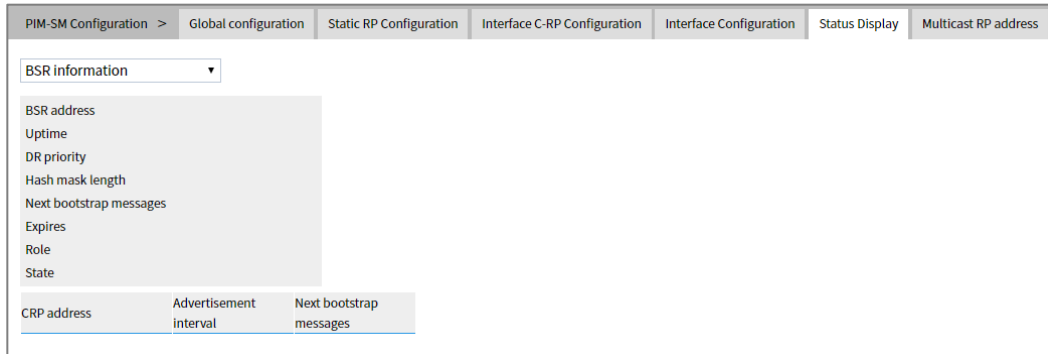 PIM-SM Configuration > Global configuration Static RP Configuration Interface C-RP Configuration Interface Configuration Status Display Multicast RP address
BSR information
BSR address
Uptime
DR priority
Hash mask length
Next bootstrap messages
Expires
Role
State
CRP address Advertisement interval Next bootstrap messages